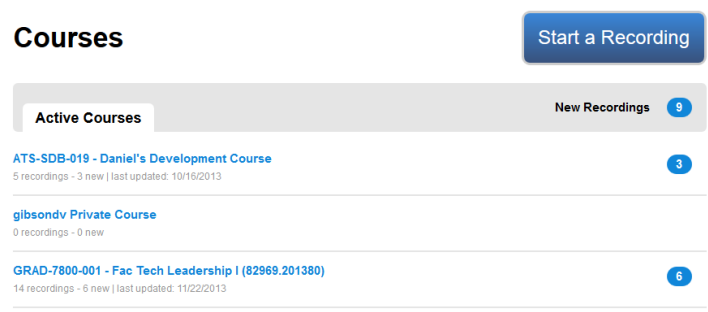 Courses
Start a Recording
Active Courses
New Recordings 9
ATS-SDB-019 - Daniel's Development Course
3
5 recordings - 3 new | last updated: 10/16/2013
gibsondv Private Course
0 recordings - 0 new
GRAD-7800-001 - Fac Tech Leadership I (82969.201380)
6
14 recordings - 6 new | last updated: 11/22/2013